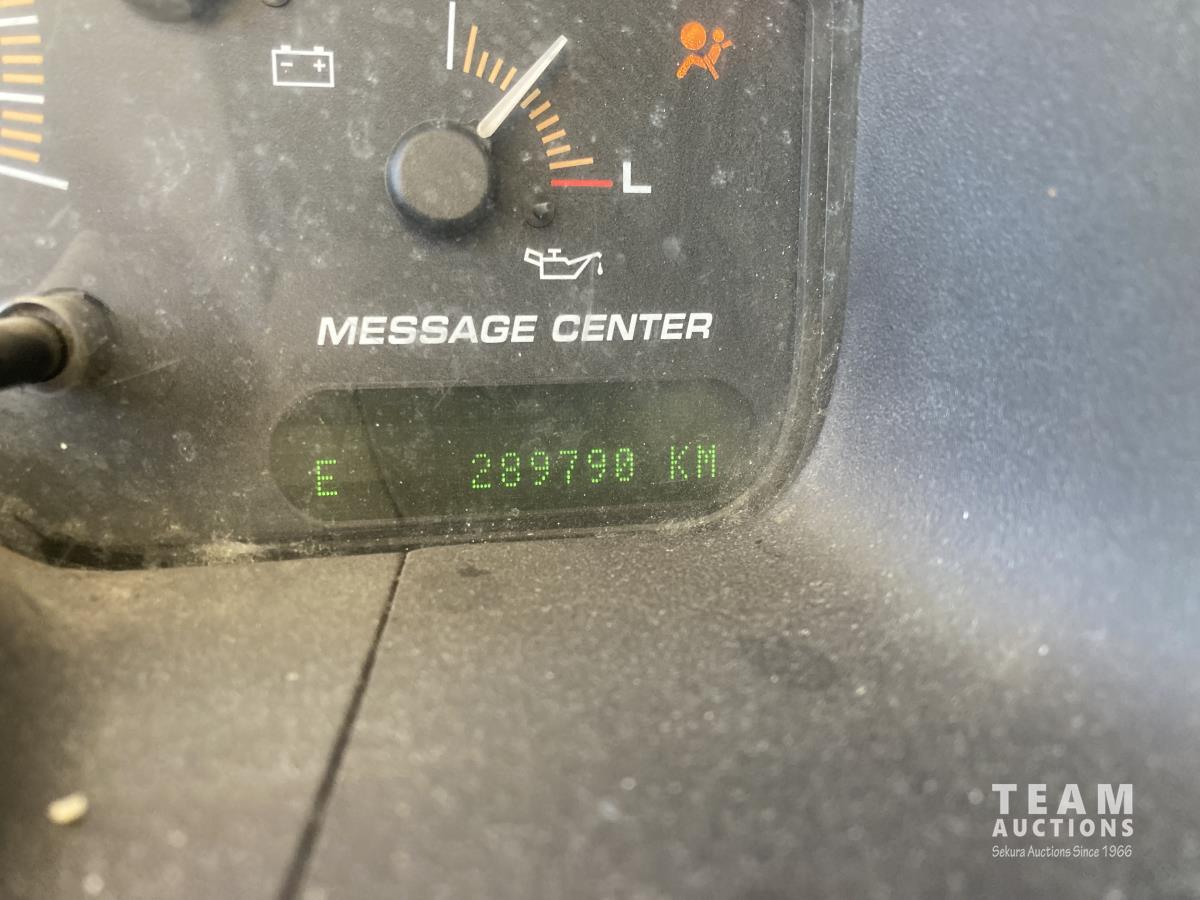 L
MESSAGE CENTER
E 289790 KM
TEAM
AUCTIONS
Sekura Auctions Since 1966